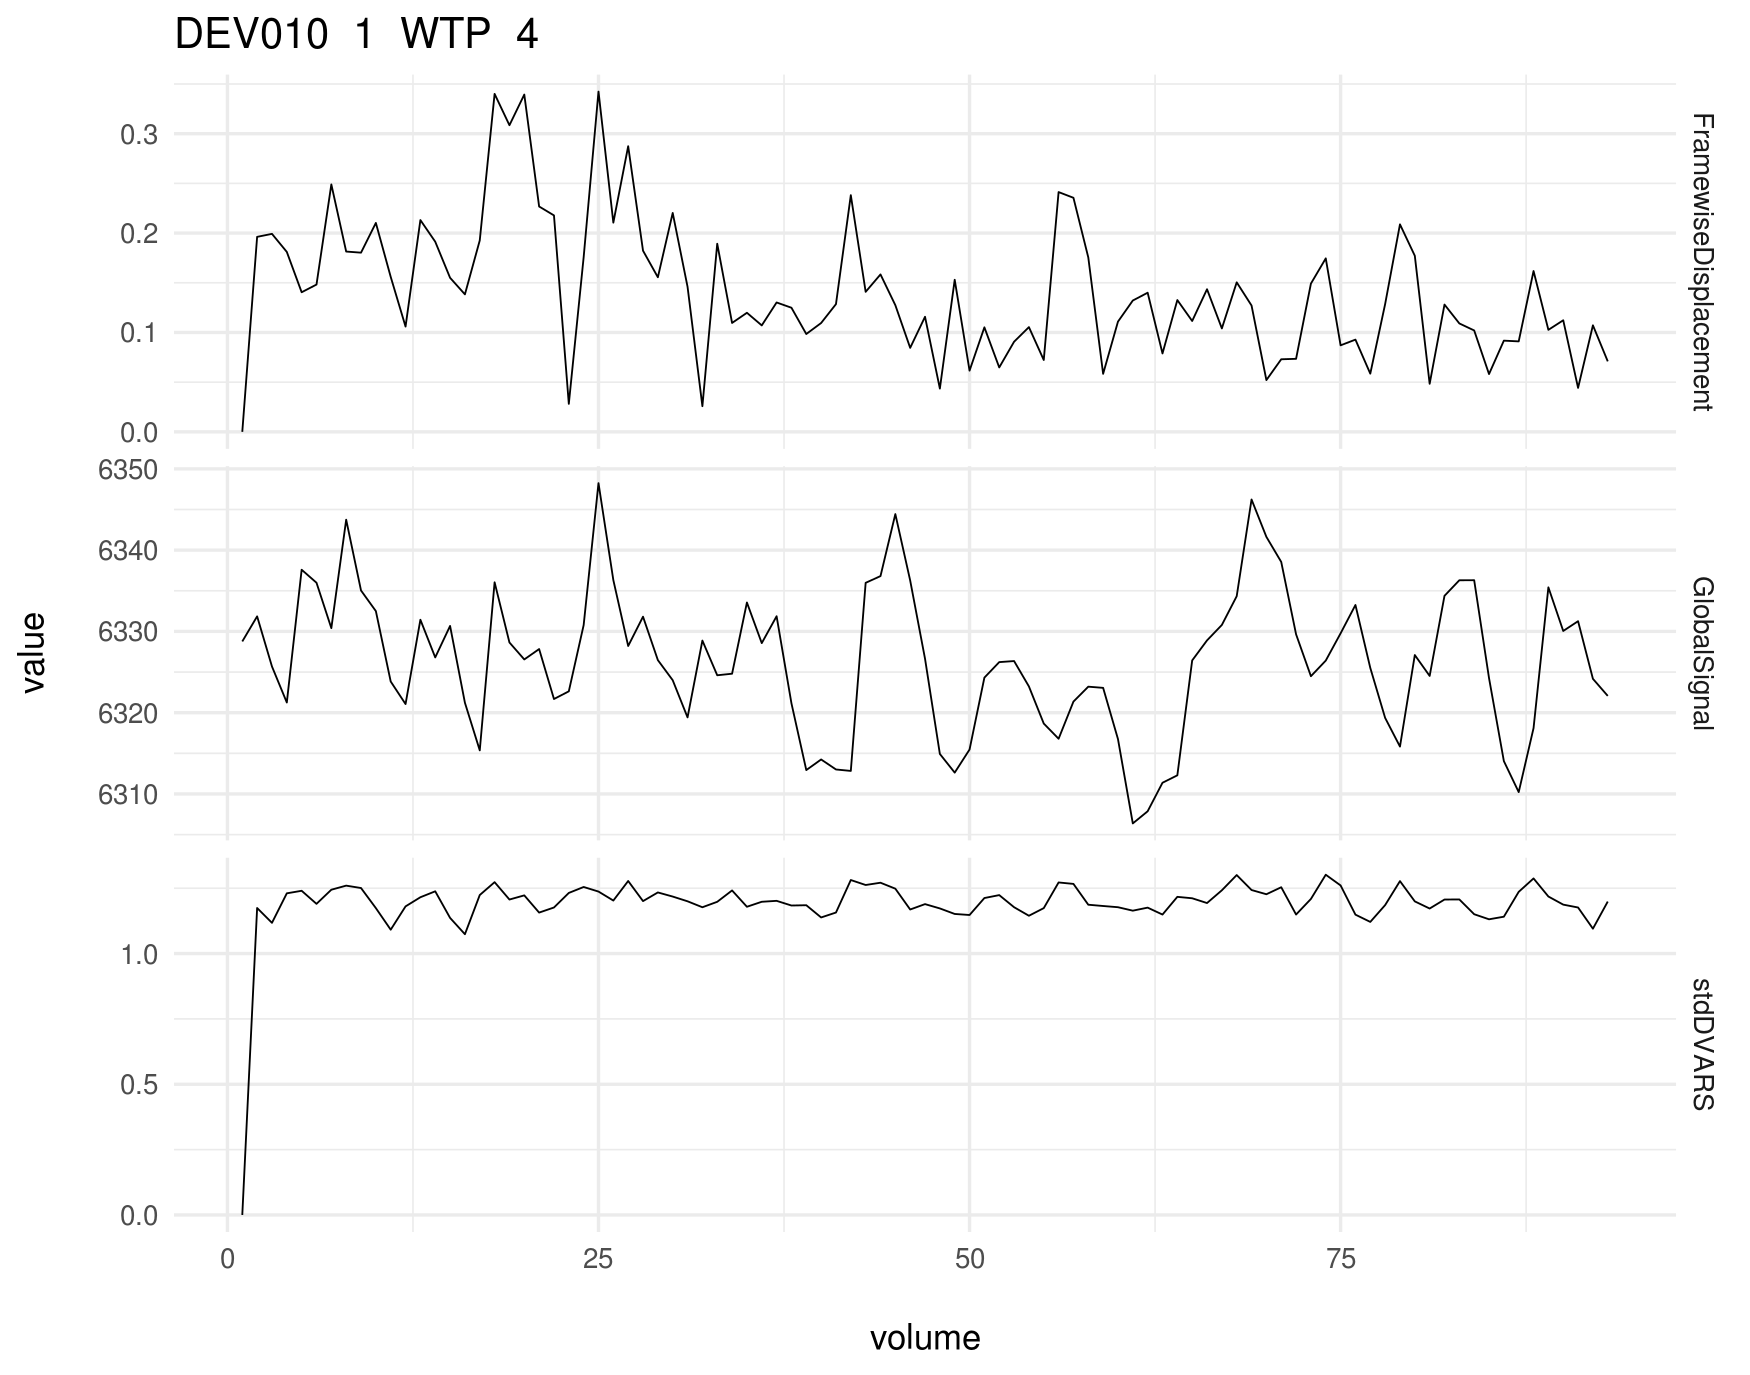 DEV010 1 WTP 4
0.3
0.2
0.1
0.0
FramewiseDisplacement
6350
6340
6330
6320
6310
GlobalSignal
value
1.0
0.5
0.0
stdDVARS
0 25 50 75
volume